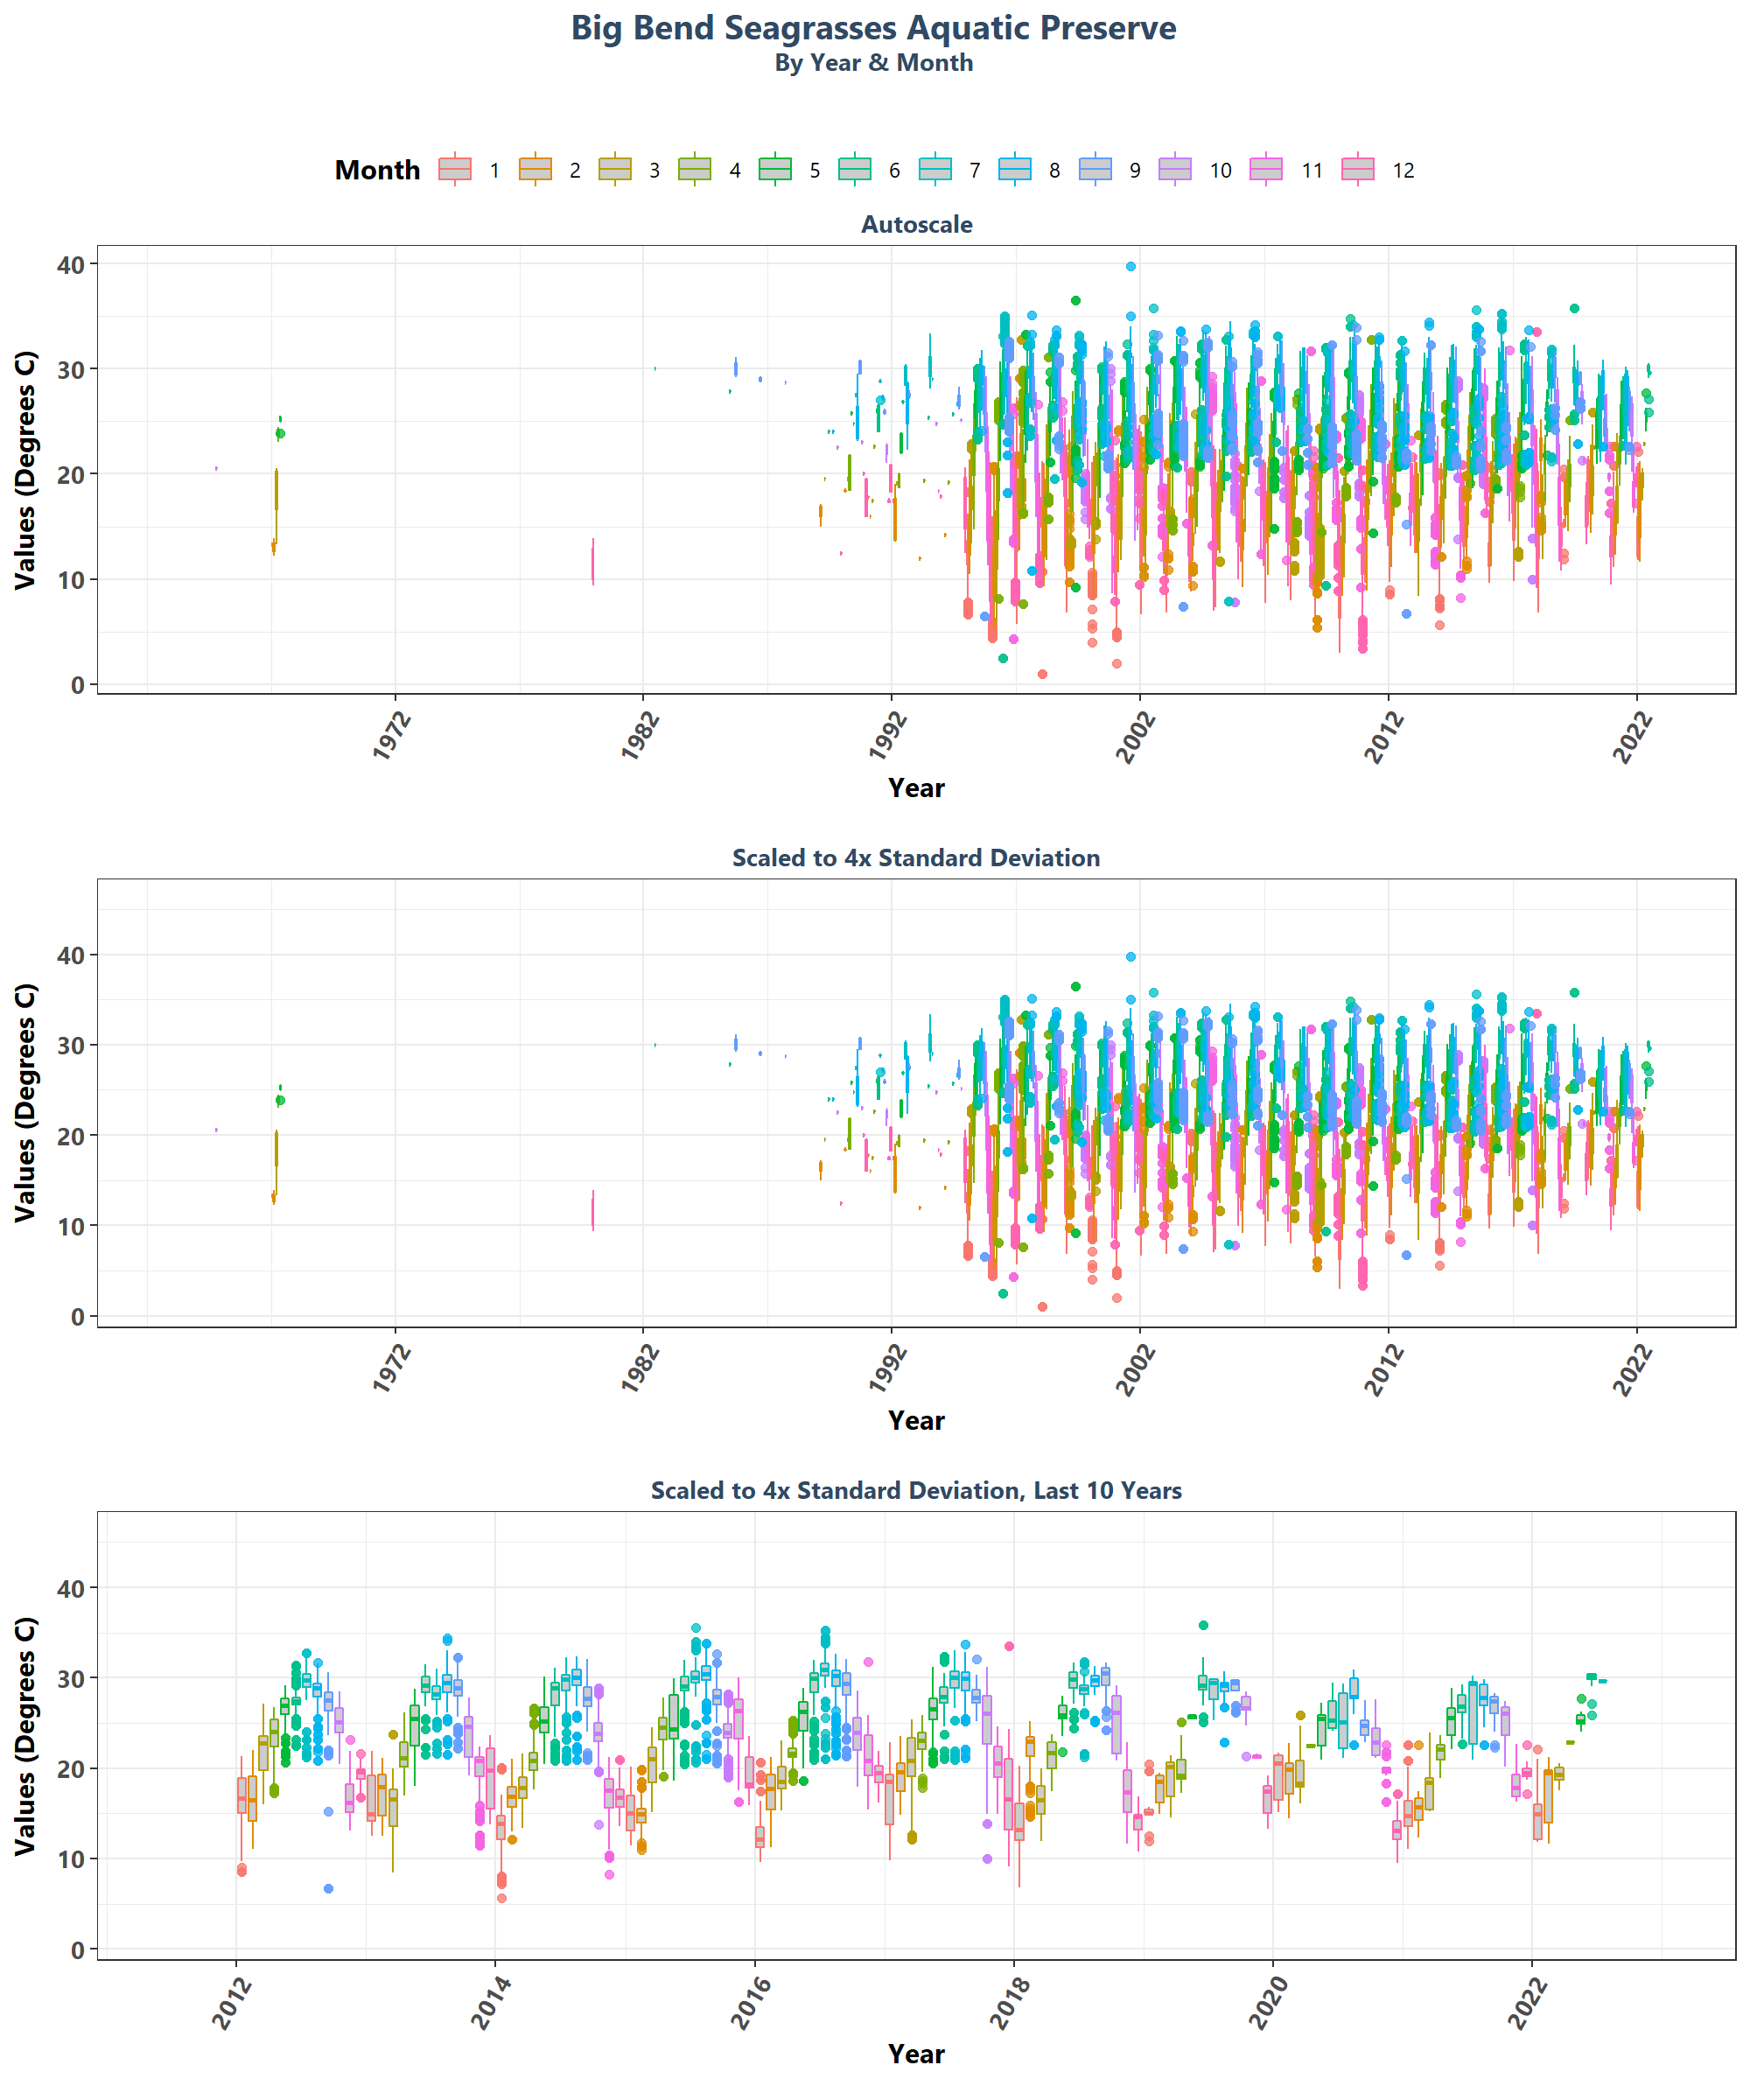 Big Bend Seagrasses Aquatic Preserve
By Year & Month
Month 1 2 3 4 5 6 7 8 9 10 11 12
Autoscale
Values (Degrees C)
40
30
20
10
0
1972 1982 1992 2002 2012 2022
Year
Scaled to 4x Standard Deviation
Values (Degrees C)
40
30
20
10
0
1972 1982 1992 2002 2012 2022
Year
Scaled to 4x Standard Deviation, Last 10 Years
Values (Degrees C)
40
30
20
10
0
2012 2014 2016 2018 2020 2022
Year